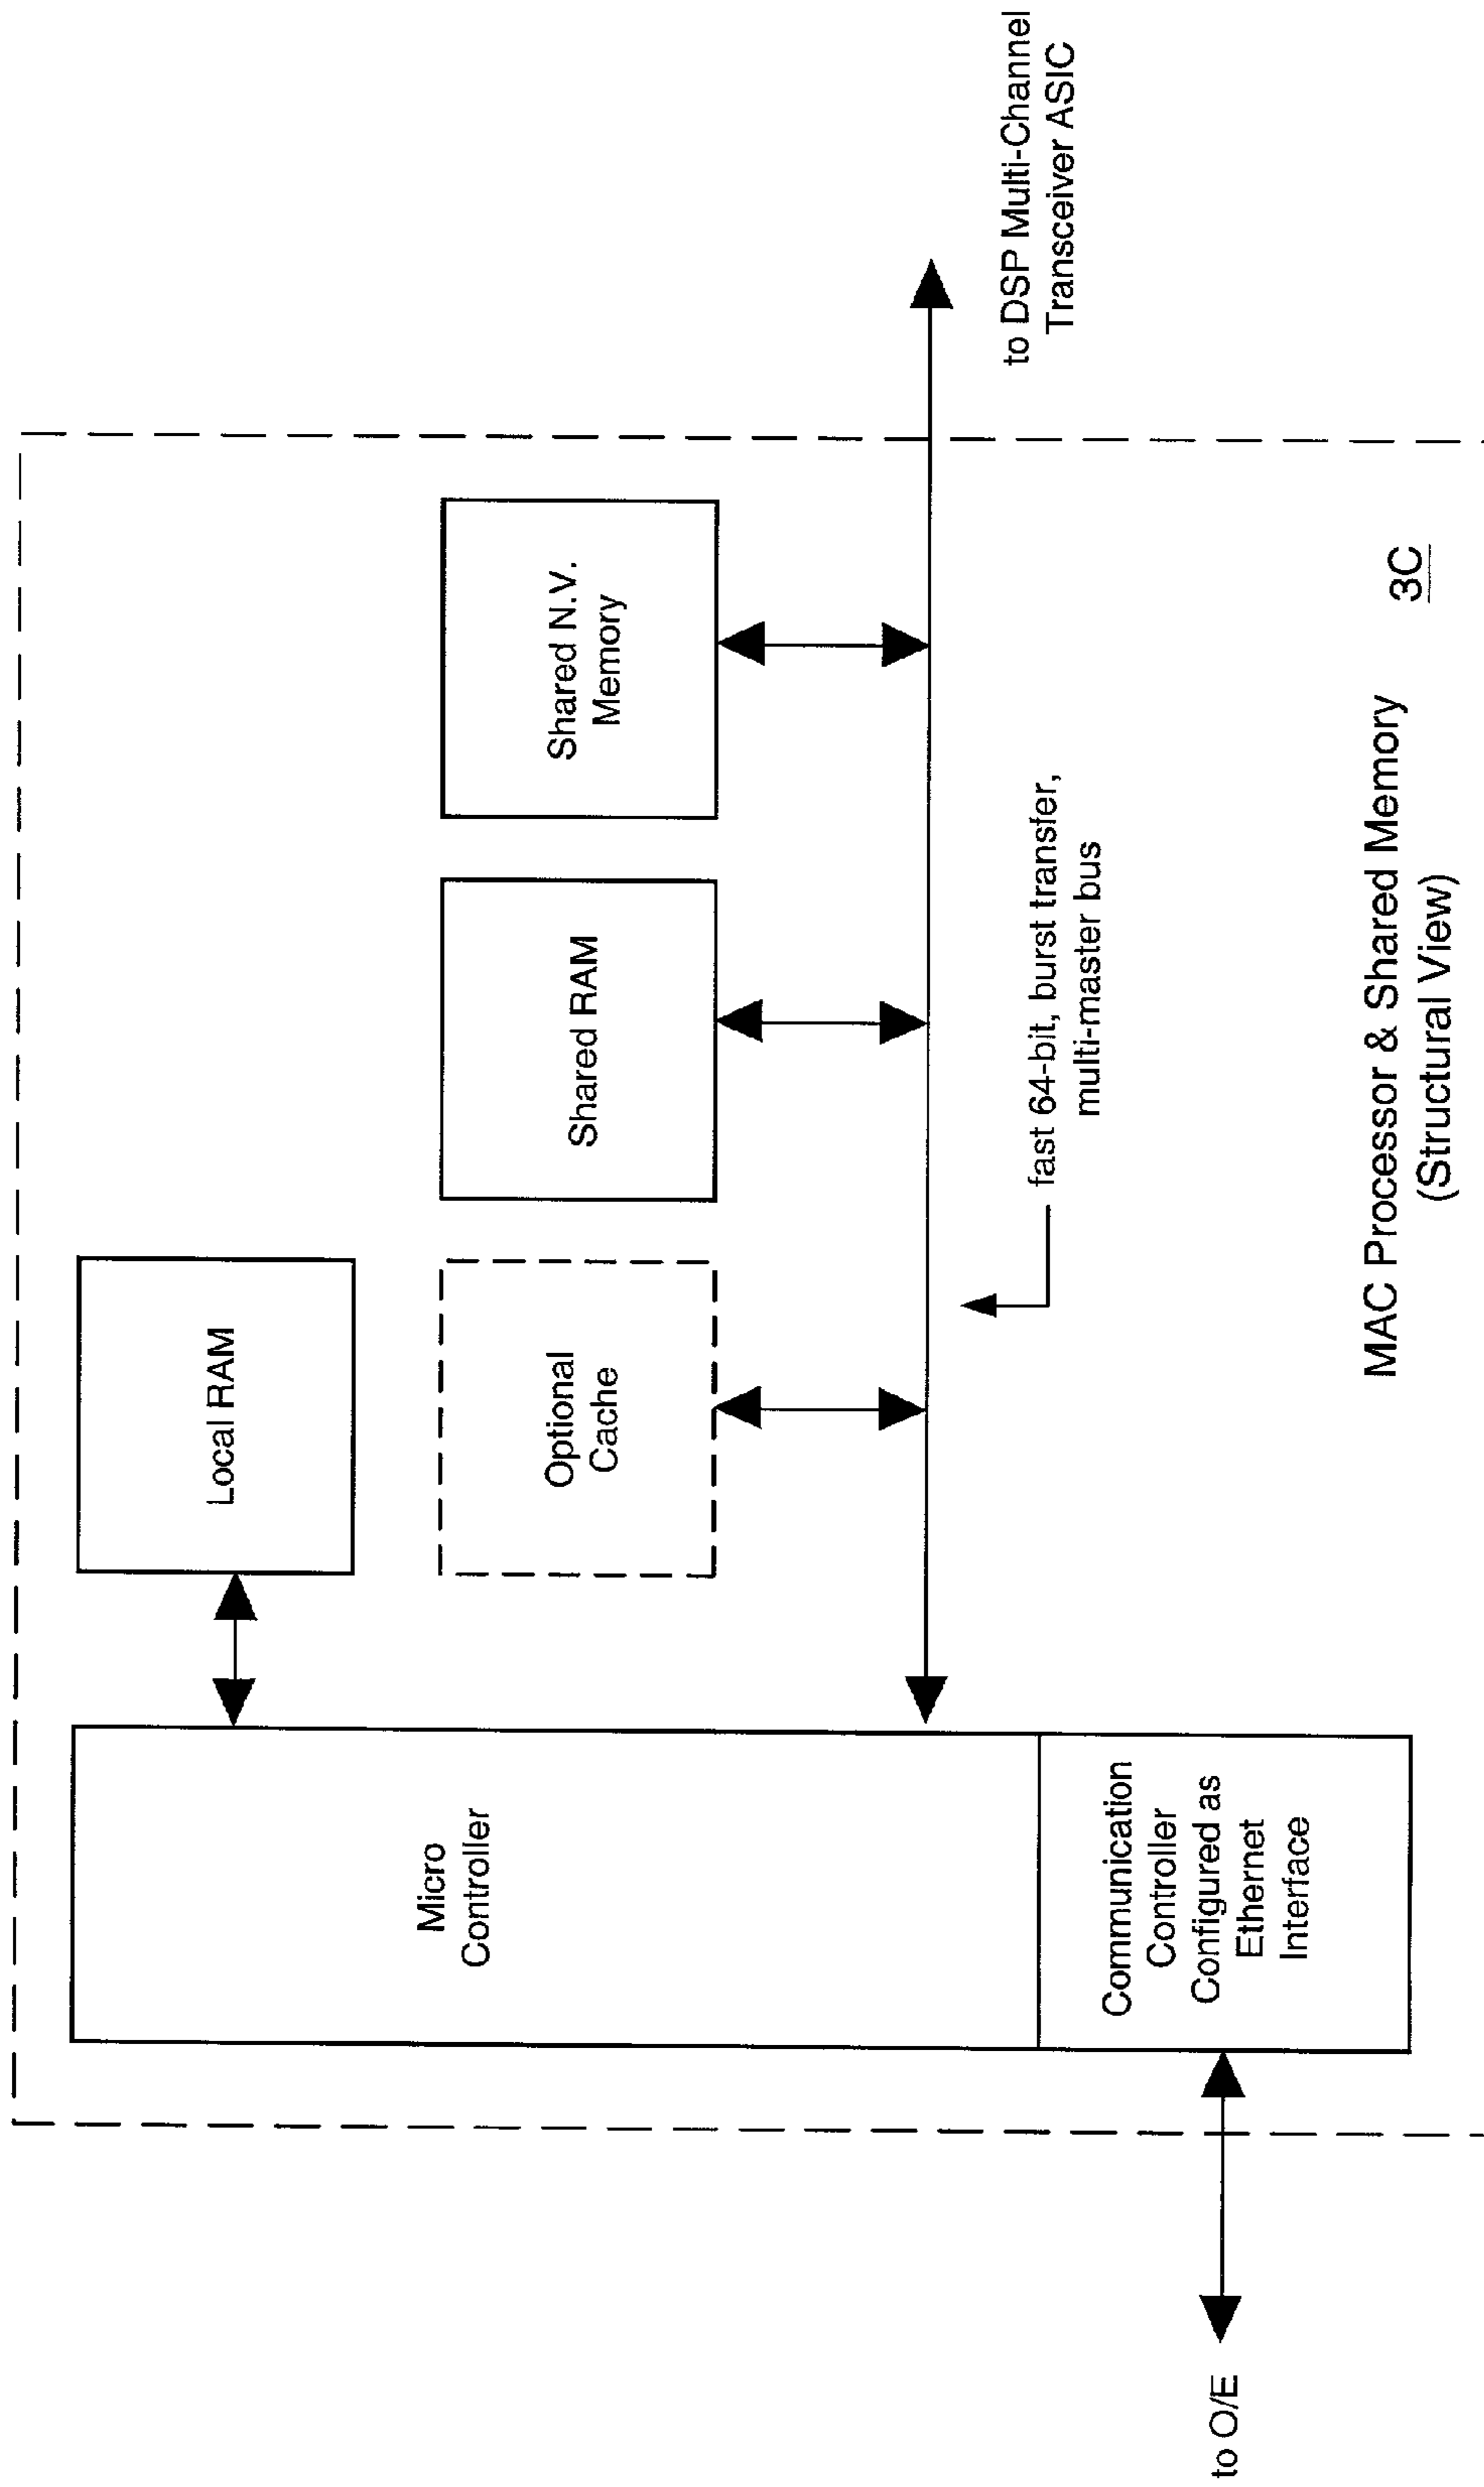 Micro
Controller
Local RAM
Optional
Cache
Shared RAM
Shared N.V.
Memory
Communication
Controller
Configured as
Ethernet
Interface
to O/E
fast 64-bit, burst transfer,
multi-master bus
to DSP Multi-Channel
Transceiver ASIC
MAC Processor & Shared Memory
(Structural View)
3C